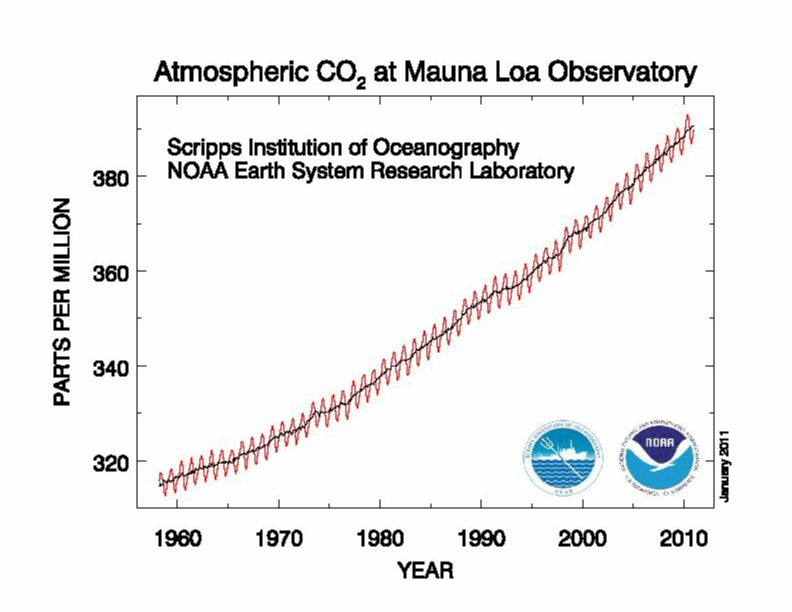 Atmospheric CO2 at Mauna Loa Observatory
Scripps Institution of Oceanography
NOAA Earth System Research Laboratory
PARTS PER MILLION
380
360
340
320
NOAA
January 2011
1960 1970 1980 1990 2000 2010
YEAR